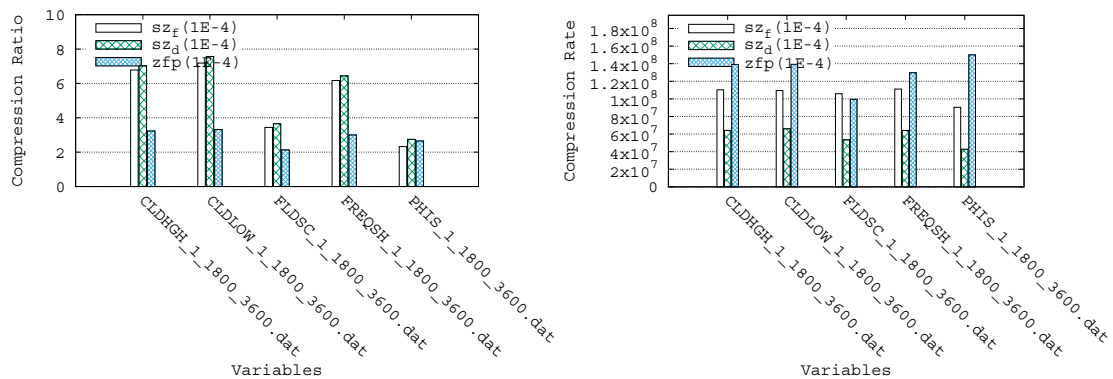 Compression Ratio
10
8
6
4
2
0
sz_f(1E-4)
sz_d(1E-4)
zfp(1E-4)
CLDHGH_1_1800_3600.dat
CLDLOW_1_1800_3600.dat
FLDSC_1_1800_3600.dat
FREQSH_1_1800_3600.dat
PHIS_1_1800_3600.dat
Variables
Compression Rate
1.8x10^8
1.6x10^8
1.4x10^8
1.2x10^8
1x10^8
8x10^7
6x10^7
4x10^7
2x10^7
0
sz_f(1E-4)
sz_d(1E-4)
zfp(1E-4)
CLDHGH_1_1800_3600.dat
CLDLOW_1_1800_3600.dat
FLDSC_1_1800_3600.dat
FREQSH_1_1800_3600.dat
PHIS_1_1800_3600.dat
Variables